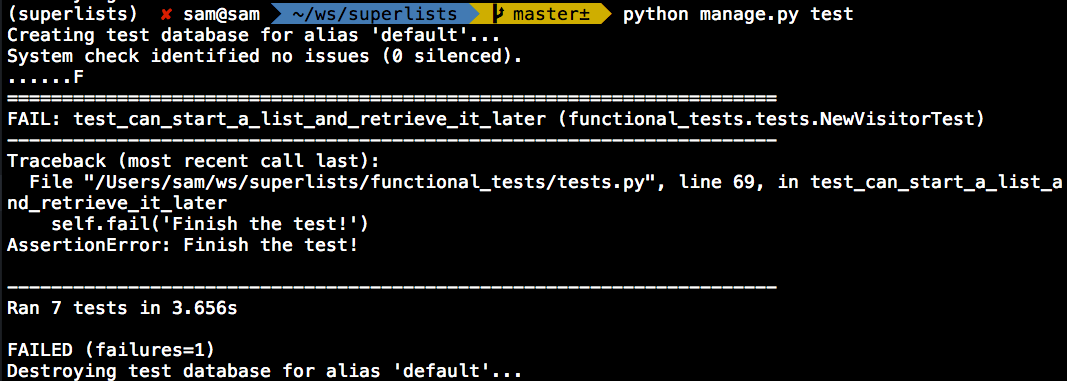 (superlists) ✘ sam@sam ~/ws/superlists master± python manage.py test
Creating test database for alias 'default'...
System check identified no issues (0 silenced).
......F
======================================================================
FAIL: test_can_start_a_list_and_retrieve_it_later (functional_tests.tests.NewVisitorTest)
----------------------------------------------------------------------
Traceback (most recent call last):
  File "/Users/sam/ws/superlists/functional_tests/tests.py", line 69, in test_can_start_a_list_a
nd_retrieve_it_later
    self.fail('Finish the test!')
AssertionError: Finish the test!

----------------------------------------------------------------------
Ran 7 tests in 3.656s

FAILED (failures=1)
Destroying test database for alias 'default'...